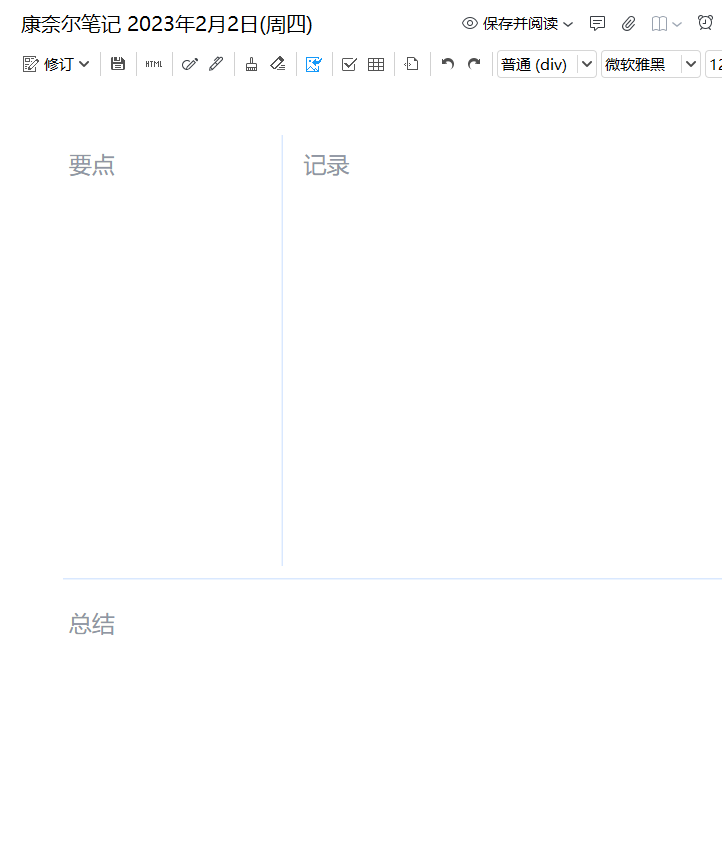 康奈尔笔记 2023年2月2日(周四)
保存并阅读
修订
HTML
普通 (div)
微软雅黑
12
要点
记录
总结